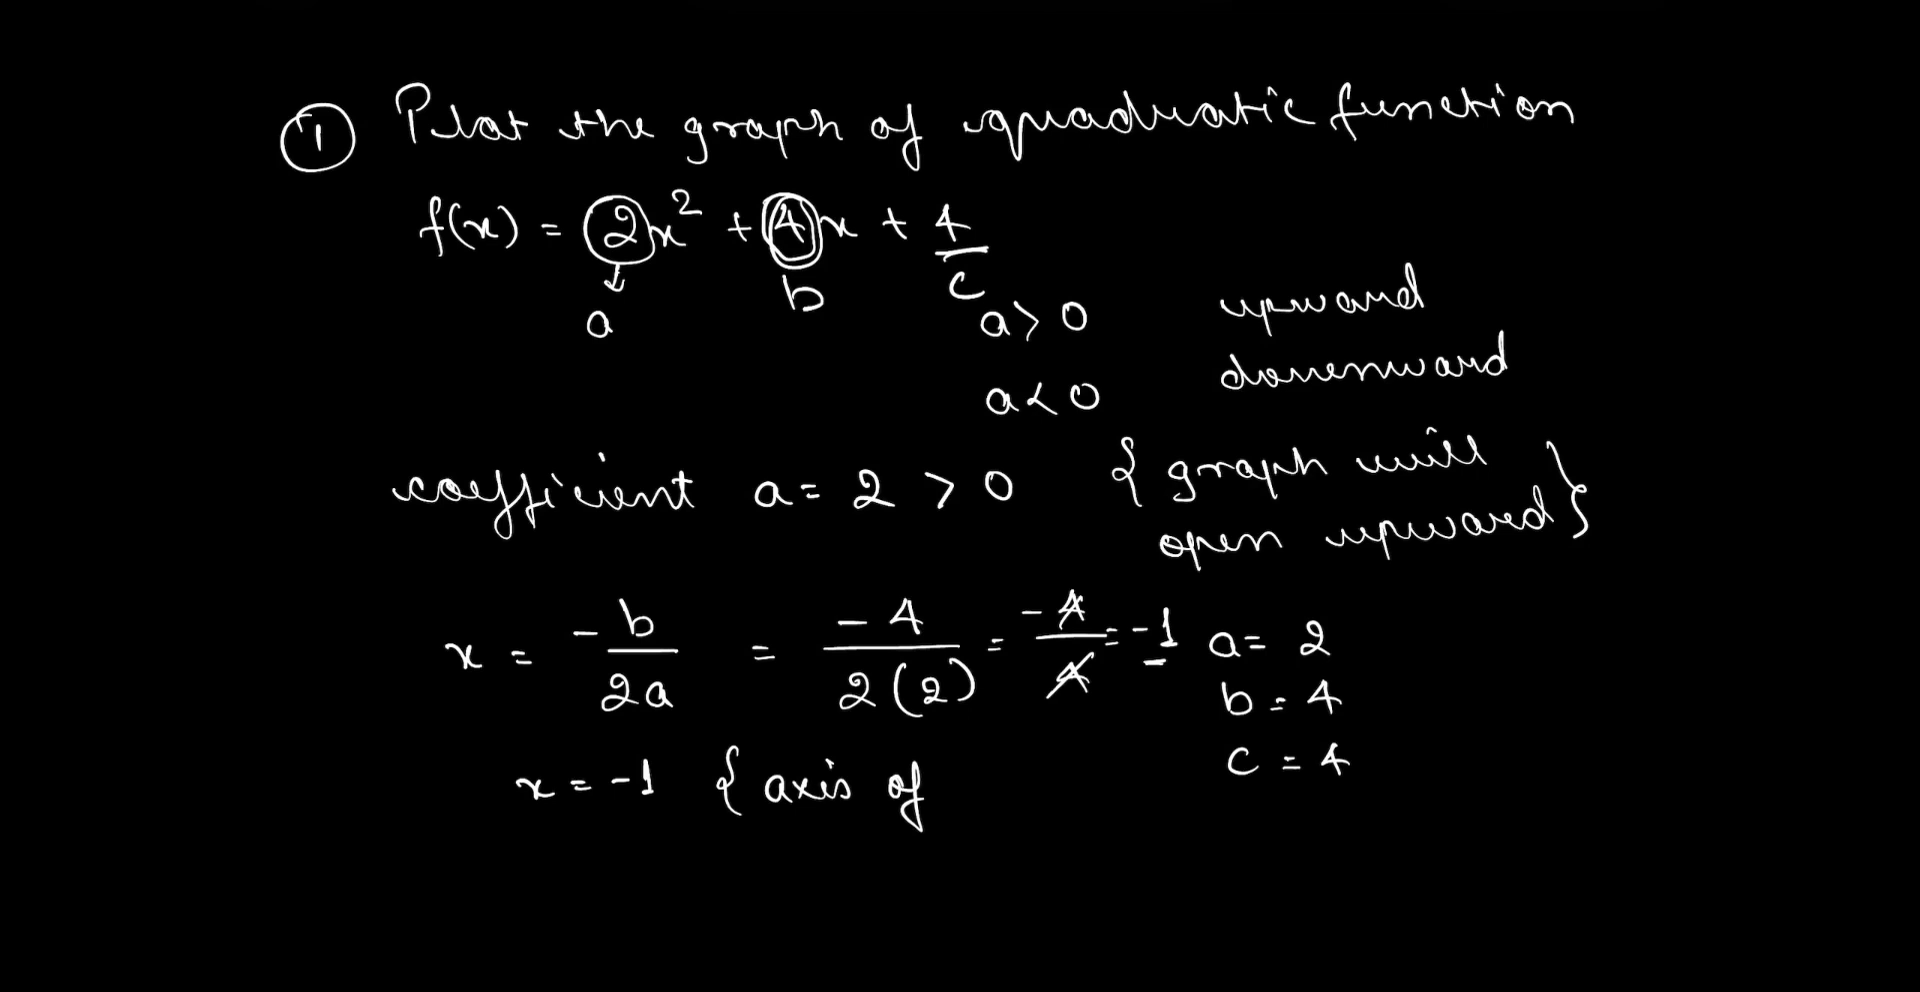 ① Plot the graph of quadratic function
f(x) = 2x² + 4x + 4
a b c
a > 0 upward
a < 0 downward
coefficient a = 2 > 0 { graph will
open upward }
x = -b/2a = -4/2(2) = -4/4 = -1 a = 2
b = 4
x = -1 { axis of c = 4